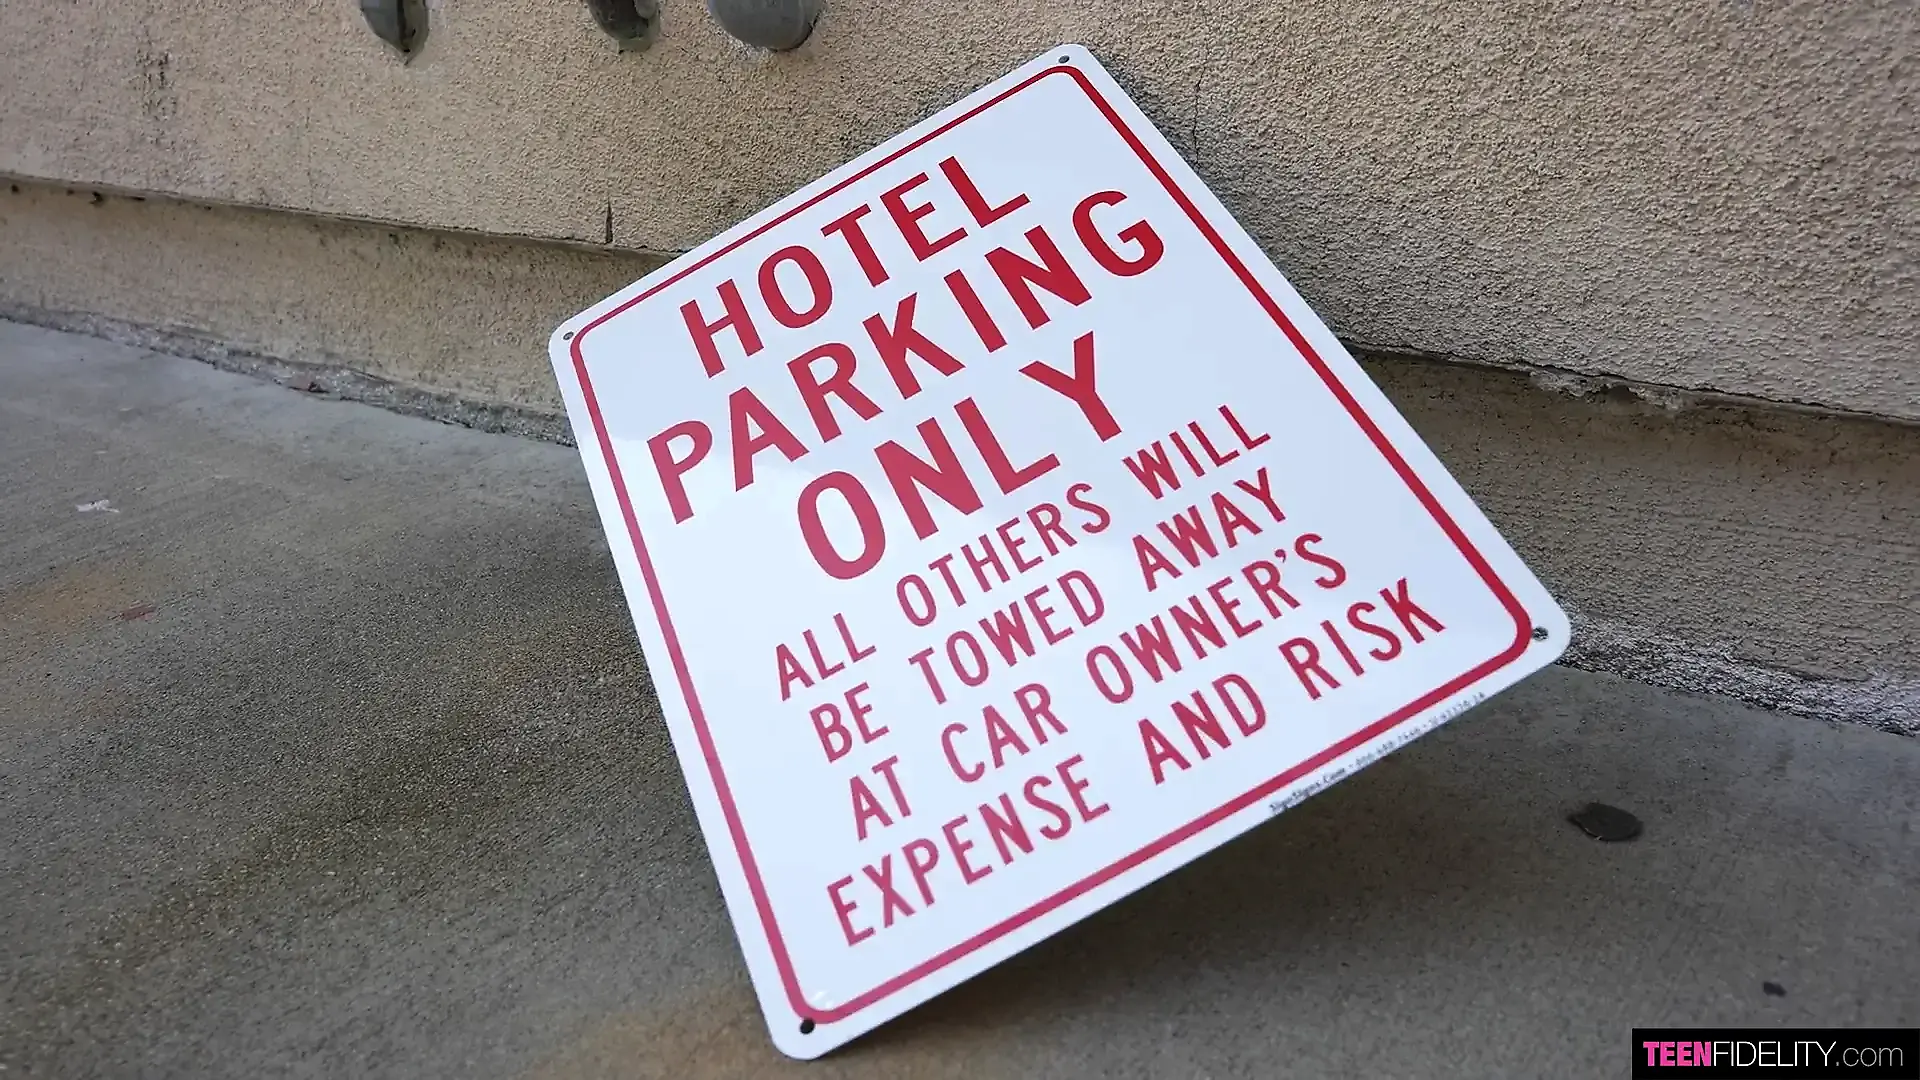 HOTEL
PARKING
ONLY
ALL OTHERS WILL
BE TOWED AWAY
AT CAR OWNER'S
EXPENSE AND RISK
TEENFIDELITY.com